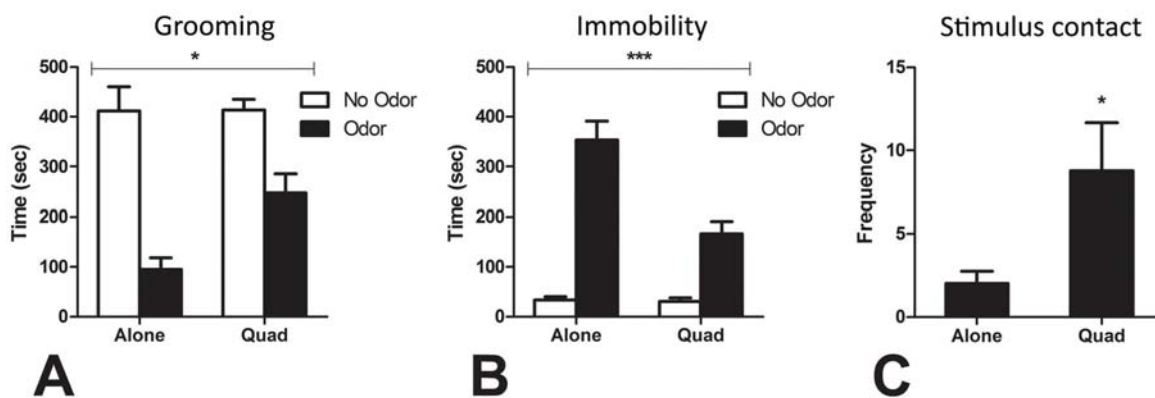 Grooming
*
500
400
300
200
100
0
Time (sec)
No Odor
Odor
Alone
Quad
A
Immobility
***
500
400
300
200
100
0
Time (sec)
No Odor
Odor
Alone
Quad
B
Stimulus contact
*
15
10
5
0
Frequency
Alone
Quad
C